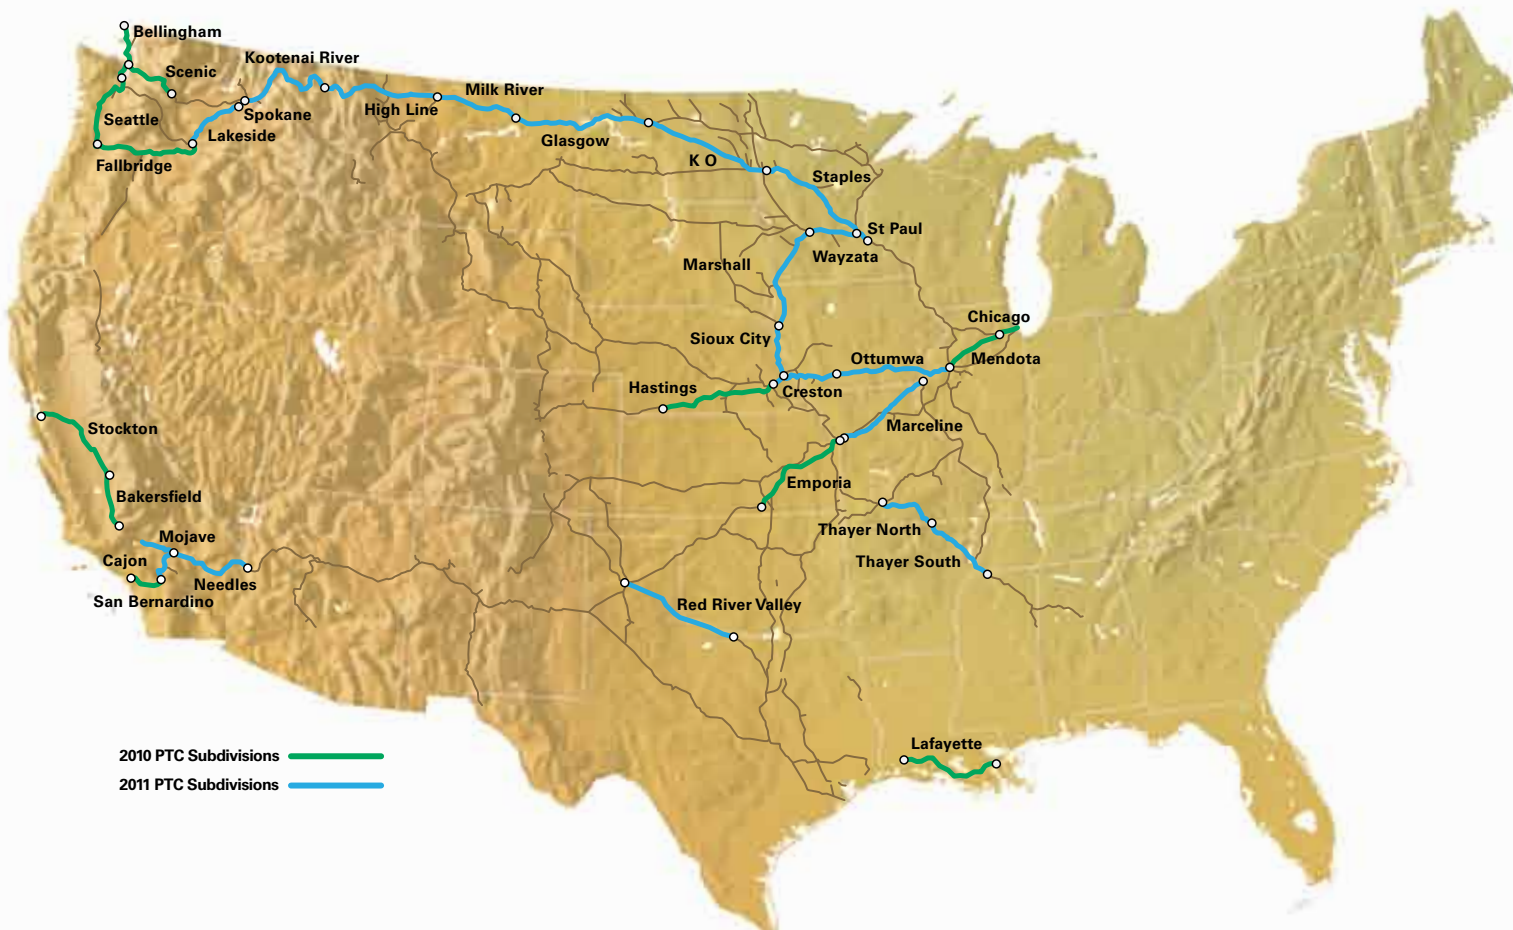 Bellingham
Scenic
Kootenai River
Milk River
High Line
Spokane
Seattle
Lakeside
Glasgow
Fallbridge
K O
Staples
St Paul
Wayzata
Marshall
Chicago
Sioux City
Ottumwa
Mendota
Hastings
Creston
Stockton
Marceline
Emporia
Bakersfield
Thayer North
Mojave
Cajon
Thayer South
Needles
San Bernardino
Red River Valley
Lafayette
2010 PTC Subdivisions
2011 PTC Subdivisions